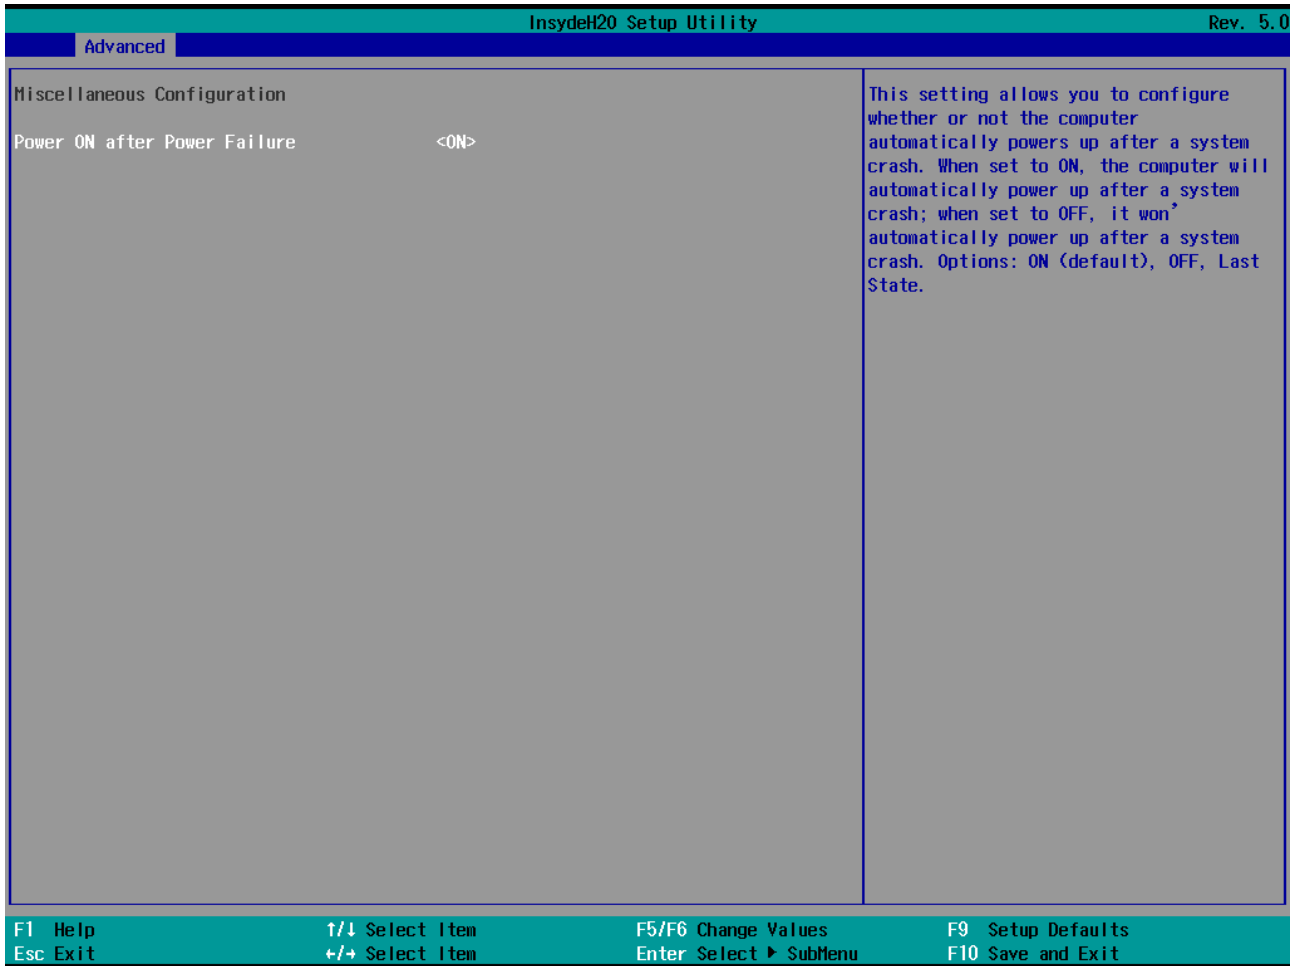 InsydeH20 Setup Utility Rev. 5.0
Advanced
Miscellaneous Configuration
Power ON after Power Failure <ON>
This setting allows you to configure
whether or not the computer
automatically powers up after a system
crash. When set to ON, the computer will
automatically power up after a system
crash; when set to OFF, it won’
automatically power up after a system
crash. Options: ON (default), OFF, Last
State.
F1 Help ↑/↓ Select Item F5/F6 Change Values F9 Setup Defaults
Esc Exit ←/→ Select Item Enter Select ▶ SubMenu F10 Save and Exit